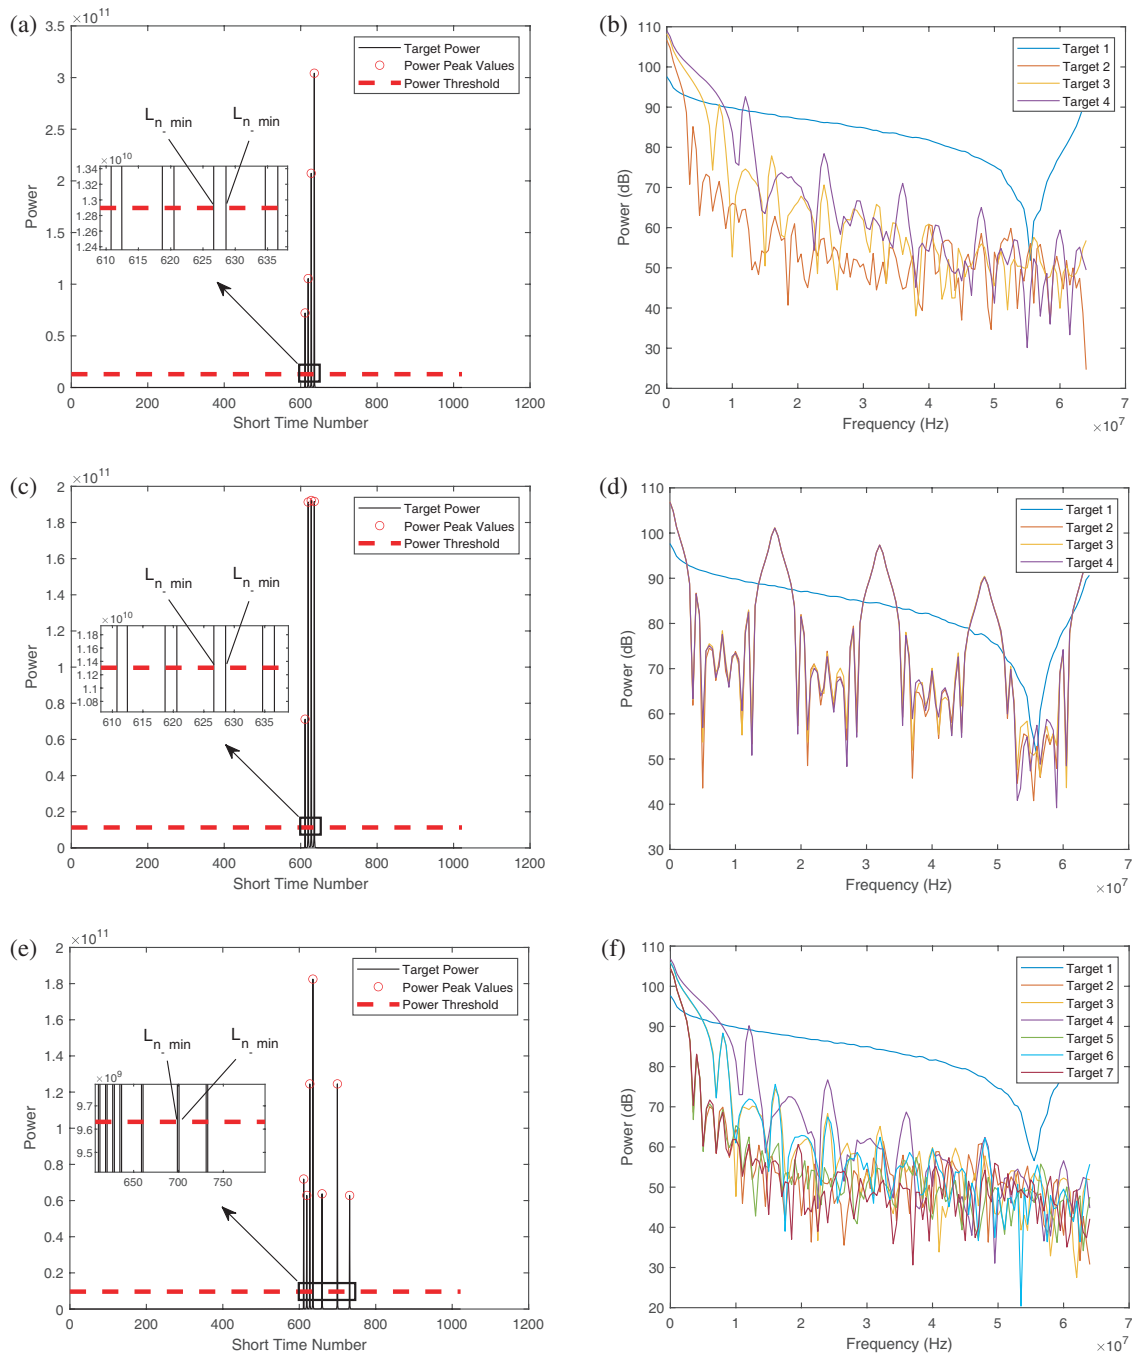 (a)
×10^11
3.5
3
2.5
2
1.5
1
0.5
0
0 200 400 600 800 1000 1200
Power
Short Time Number
Target Power
Power Peak Values
Power Threshold
L_n_min L_n_min
×10^10
1.34
1.32
1.3
1.28
1.26
1.24
610 615 620 625 630 635
(b)
110
100
90
80
70
60
50
40
30
20
0 1 2 3 4 5 6 7
×10^7
Power (dB)
Frequency (Hz)
Target 1
Target 2
Target 3
Target 4
(c)
×10^11
2
1.8
1.6
1.4
1.2
1
0.8
0.6
0.4
0.2
0
0 200 400 600 800 1000 1200
Power
Short Time Number
Target Power
Power Peak Values
Power Threshold
L_n_min L_n_min
×10^10
1.18
1.16
1.14
1.12
1.1
1.08
610 615 620 625 630 635
(d)
110
100
90
80
70
60
50
40
30
0 1 2 3 4 5 6 7
×10^7
Power (dB)
Frequency (Hz)
Target 1
Target 2
Target 3
Target 4
(e)
×10^11
2
1.8
1.6
1.4
1.2
1
0.8
0.6
0.4
0.2
0
0 200 400 600 800 1000 1200
Power
Short Time Number
Target Power
Power Peak Values
Power Threshold
L_n_min L_n_min
×10^9
9.7
9.6
9.5
650 700 750
(f)
110
100
90
80
70
60
50
40
30
20
0 1 2 3 4 5 6 7
×10^7
Power (dB)
Frequency (Hz)
Target 1
Target 2
Target 3
Target 4
Target 5
Target 6
Target 7